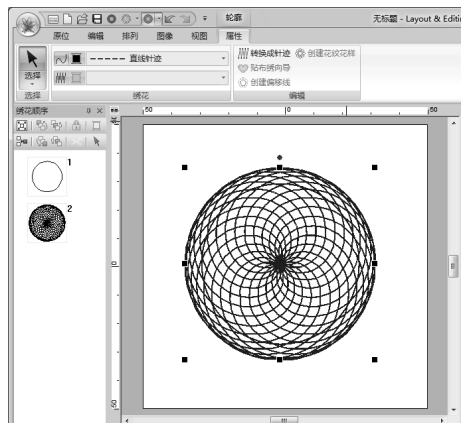 轮廓
无标题 - Layout & Editi
原位 编辑 排列 图像 视图 属性
选择
直线针迹
转换成针迹 创建花纹花样
贴布绣向导
创建偏移线
选择 绣花 编辑
绣花顺序
50 0 50
1
2
0
50